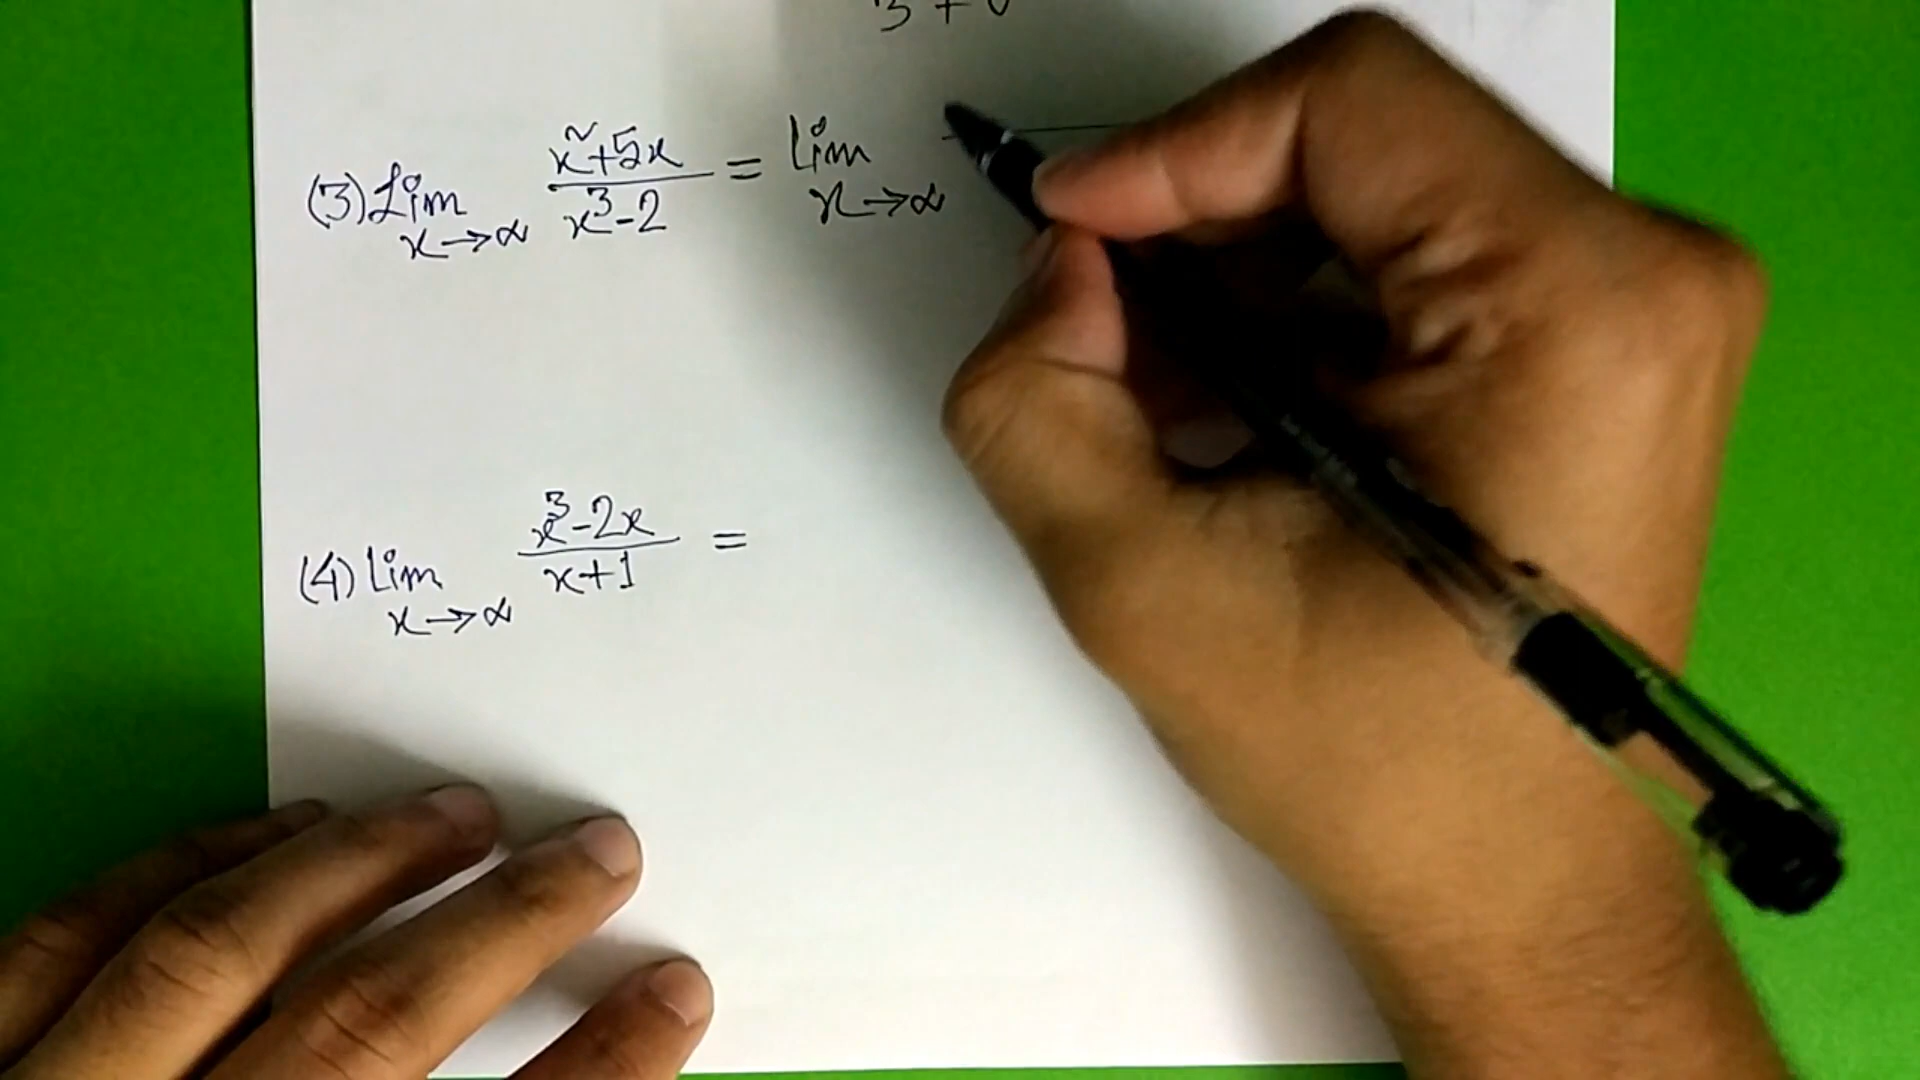 3 + 0
(3) Lim x→∞ x²+5x / x³-2 = lim x→∞
(4) Lim x→∞ x³-2x / x+1 =